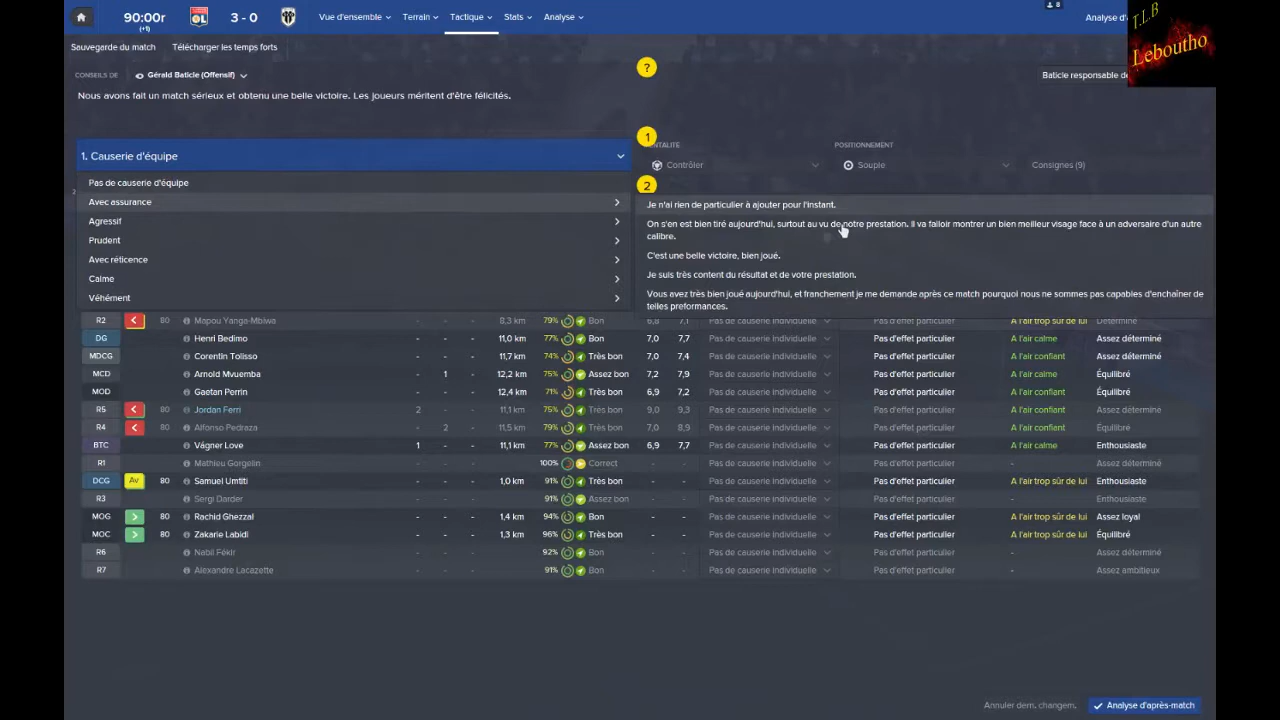 90:00r
(+1)
3 - 0
Vue d'ensemble
Terrain
Tactique
Stats
Analyse
8
Analyse d'
T.L.B
Leboutho
Sauvegarde du match
Télécharger les temps forts
CONSEILS DE
Gérald Baticle (Offensif)
?
Baticle responsable de
Nous avons fait un match sérieux et obtenu une belle victoire. Les joueurs méritent d'être félicités.
1
1. Causerie d'équipe
NTALITÉ
POSITIONNEMENT
Contrôler
Souple
Consignes (9)
2
Pas de causerie d'équipe
Avec assurance
Agressif
Prudent
Avec réticence
Calme
Véhément
Je n'ai rien de particulier à ajouter pour l'instant.
On s'en est bien tiré aujourd'hui, surtout au vu de notre prestation. Il va falloir montrer un bien meilleur visage face à un adversaire d'un autre
calibre.
C'est une belle victoire, bien joué.
Je suis très content du résultat et de votre prestation.
Vous avez très bien joué aujourd'hui, et franchement je me demande après ce match pourquoi nous ne sommes pas capables d'enchaîner de
telles preformances.
R2 80 Mapou Yanga-Mbiwa - - 8,3 km 79% Bon 6,8 7,1 Pas de causerie individuelle Pas d'effet particulier A l'air trop sûr de lui Déterminé
DG Henri Bedimo - - 11,0 km 77% Bon 7,0 7,7 Pas de causerie individuelle Pas d'effet particulier A l'air calme Assez déterminé
MDCG Corentin Tolisso - - 11,7 km 74% Très bon 7,0 7,4 Pas de causerie individuelle Pas d'effet particulier A l'air confiant Assez déterminé
MCD Arnold Mvuemba - 1 12,2 km 75% Assez bon 7,2 7,9 Pas de causerie individuelle Pas d'effet particulier A l'air calme Équilibré
MOD Gaetan Perrin - - 12,4 km 71% Très bon 6,9 7,2 Pas de causerie individuelle Pas d'effet particulier A l'air confiant Équilibré
R5 80 Jordan Ferri 2 - 11,1 km 75% Très bon 9,0 9,3 Pas de causerie individuelle Pas d'effet particulier A l'air confiant Assez déterminé
R4 80 Alfonso Pedraza - 2 11,5 km 79% Très bon 7,0 8,9 Pas de causerie individuelle Pas d'effet particulier A l'air confiant Équilibré
BTC Vágner Love 1 - 11,1 km 77% Assez bon 6,9 7,7 Pas de causerie individuelle Pas d'effet particulier A l'air calme Enthousiaste
R1 Mathieu Gorgelin - - 100% Correct - - Pas de causerie individuelle Pas d'effet particulier - Assez déterminé
DCG Av 80 Samuel Umtiti - - 1,0 km 91% Très bon - - Pas de causerie individuelle Pas d'effet particulier A l'air trop sûr de lui Enthousiaste
R3 Sergi Darder - - 91% Assez bon - - Pas de causerie individuelle Pas d'effet particulier - Enthousiaste
MOG 80 Rachid Ghezzal - - 1,4 km 94% Bon - - Pas de causerie individuelle Pas d'effet particulier A l'air trop sûr de lui Assez loyal
MOC 80 Zakarie Labidi - - 1,3 km 96% Très bon - - Pas de causerie individuelle Pas d'effet particulier A l'air trop sûr de lui Équilibré
R6 Nabil Fékir - - 92% Bon - - Pas de causerie individuelle Pas d'effet particulier - Assez déterminé
R7 Alexandre Lacazette - - 91% Bon - - Pas de causerie individuelle Pas d'effet particulier - Assez ambitieux
Annuler dern. changem.
Analyse d'après-match